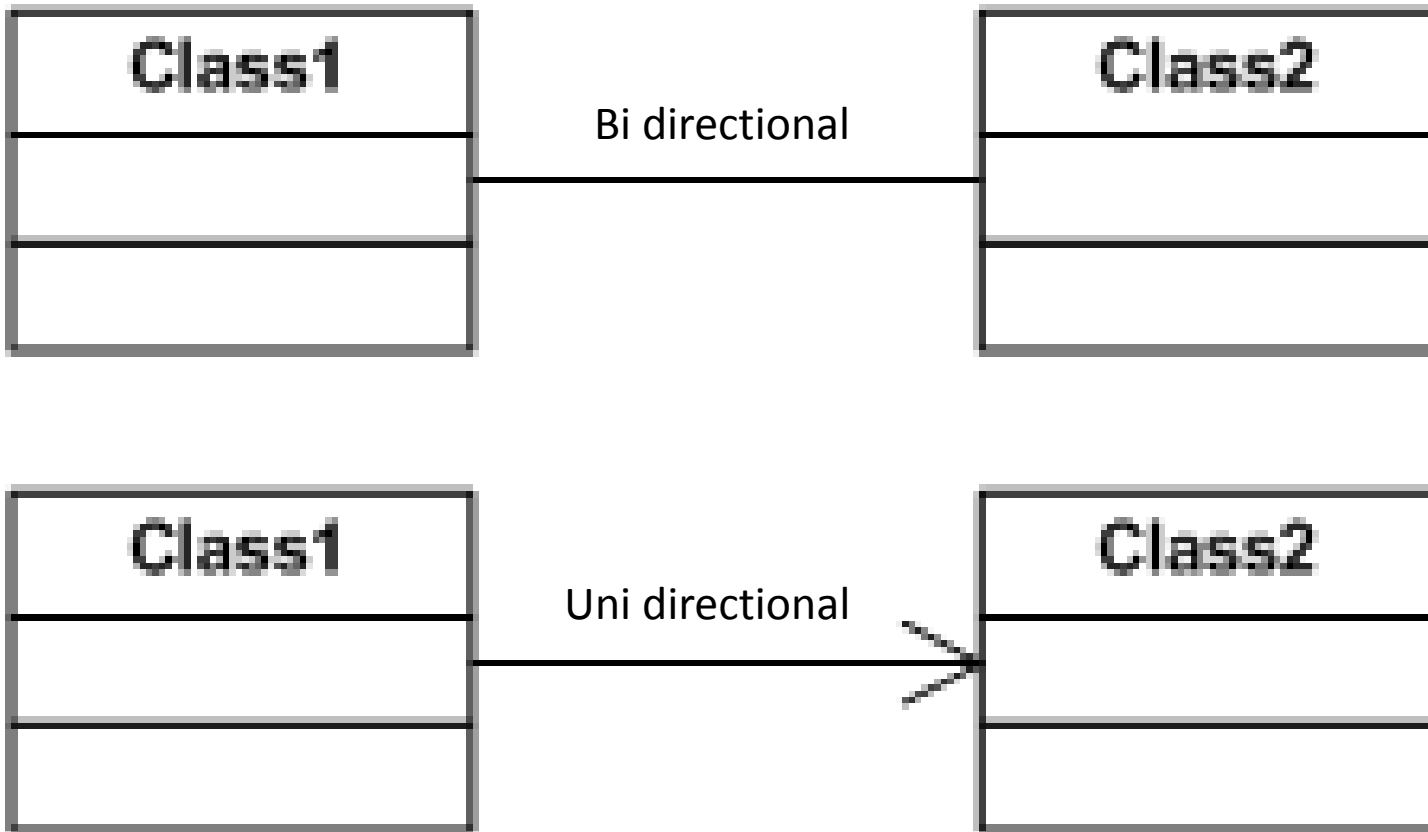 Class1
Bi directional
Class2
Class1
Uni directional
Class2